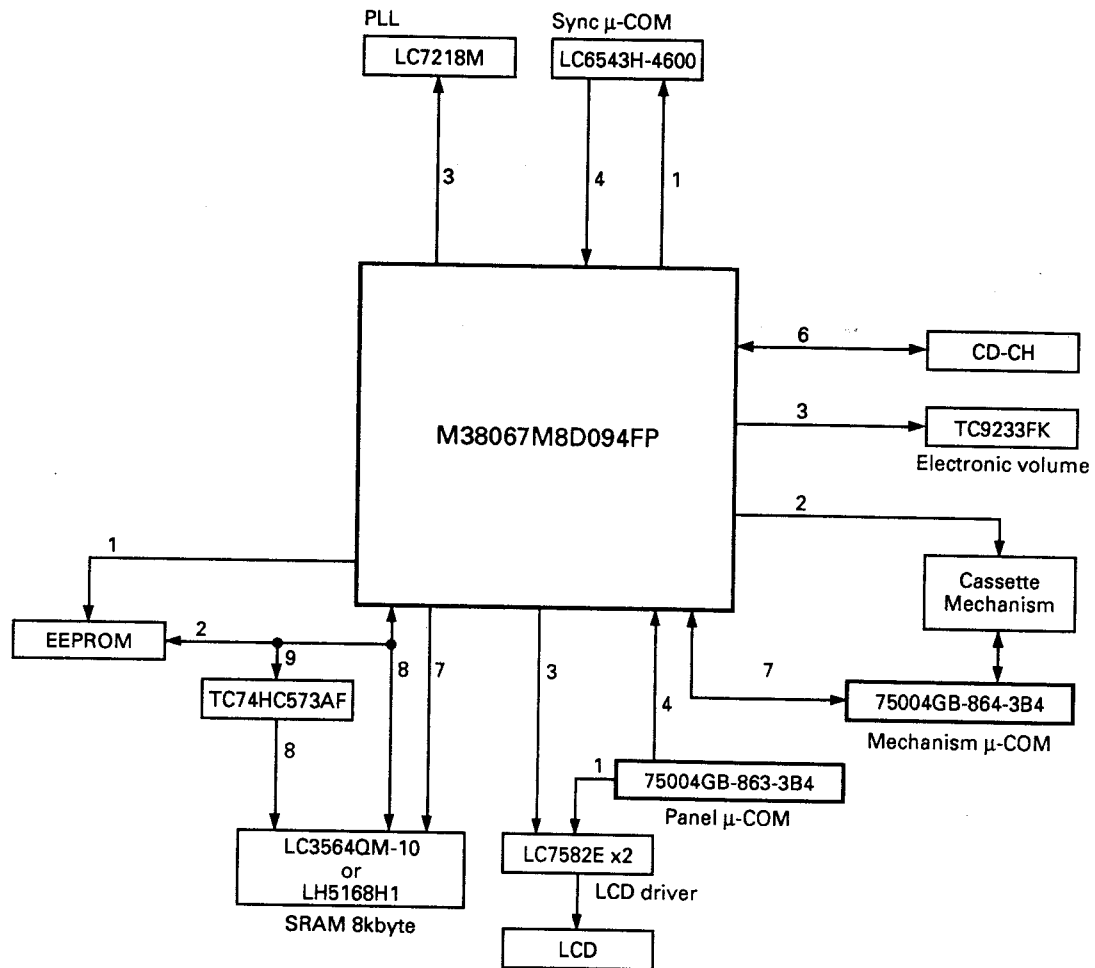 PLL
LC7218M
Sync μ-COM
LC6543H-4600
3
4
1
M38067M8D094FP
6
CD-CH
3
TC9233FK
Electronic volume
2
Cassette
Mechanism
1
EEPROM
2
9
8
7
3
4
7
TC74HC573AF
75004GB-864-3B4
Mechanism μ-COM
8
1
75004GB-863-3B4
Panel μ-COM
LC3564QM-10
or
LH5168H1
SRAM 8kbyte
LC7582E x2
LCD driver
LCD